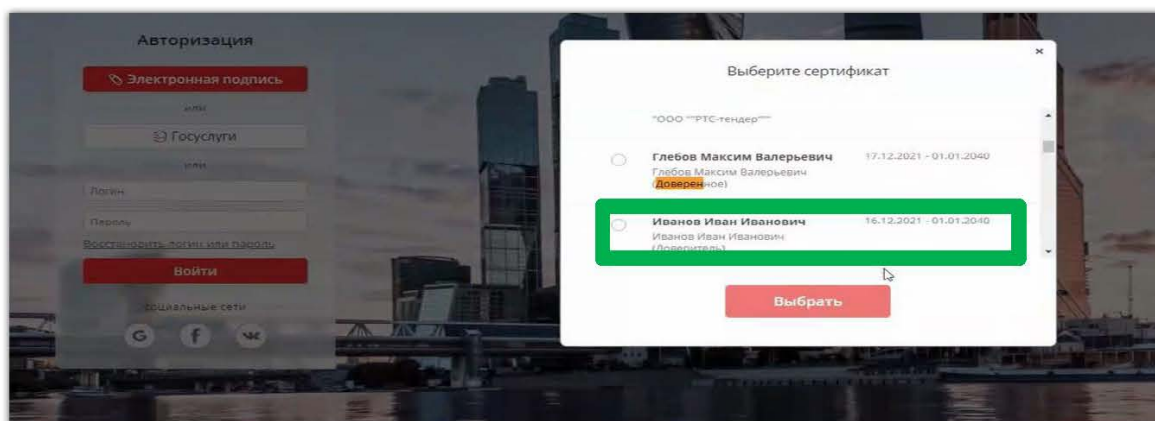 Авторизация
Электронная подпись
или
Госуслуги
или
Логин
Пароль
Восстановить логин или пароль
Войти
социальные сети
G f
×
Выберите сертификат
"ООО ""РТС-тендер"""
Глебов Максим Валерьевич 17.12.2021 - 01.01.2040
Глебов Максим Валерьевич
(Доверенное)
Иванов Иван Иванович 16.12.2021 - 01.01.2040
Иванов Иван Иванович
(Доверитель)
Выбрать